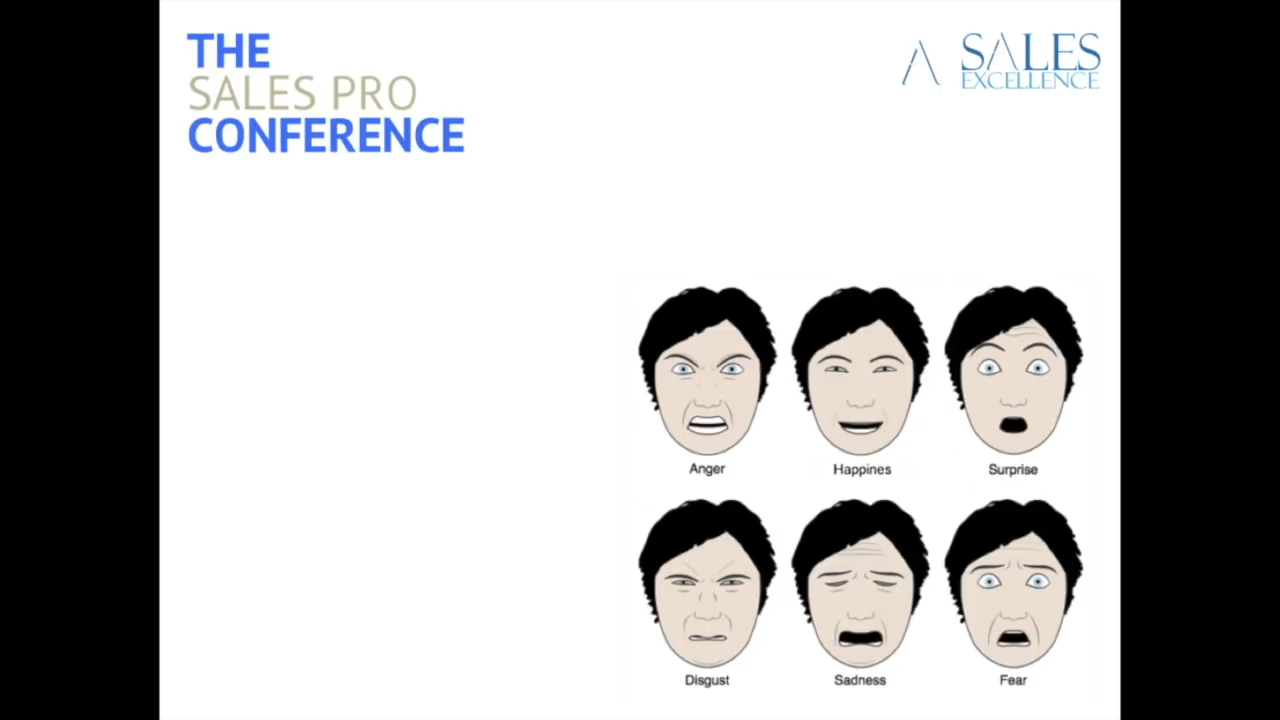 THE
SALES PRO
CONFERENCE
SALES
EXCELLENCE
Anger
Happines
Surprise
Disgust
Sadness
Fear